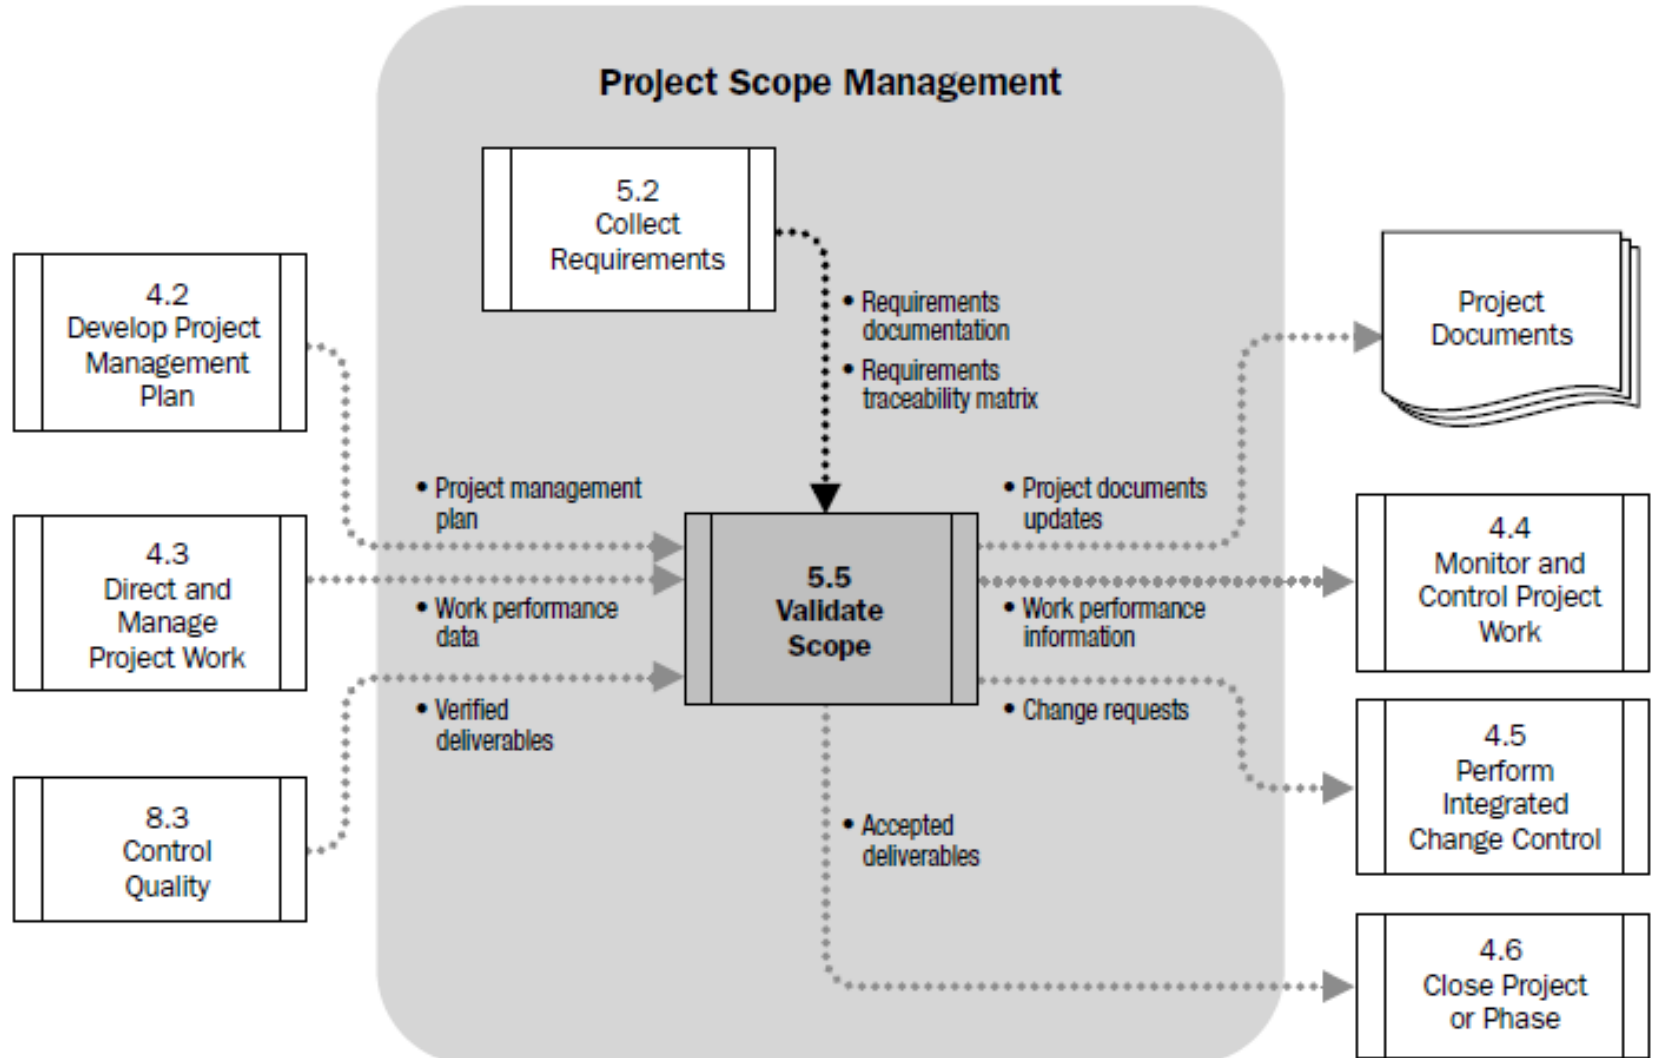 Project Scope Management
5.2
Collect
Requirements
4.2
Develop Project
Management
Plan
• Requirements
documentation
• Requirements
traceability matrix
Project
Documents
• Project management
plan
• Project documents
updates
4.3
Direct and
Manage
Project Work
5.5
Validate
Scope
4.4
Monitor and
Control Project
Work
• Work performance
data
• Work performance
information
• Verified
deliverables
• Change requests
4.5
Perform
Integrated
Change Control
8.3
Control
Quality
• Accepted
deliverables
4.6
Close Project
or Phase